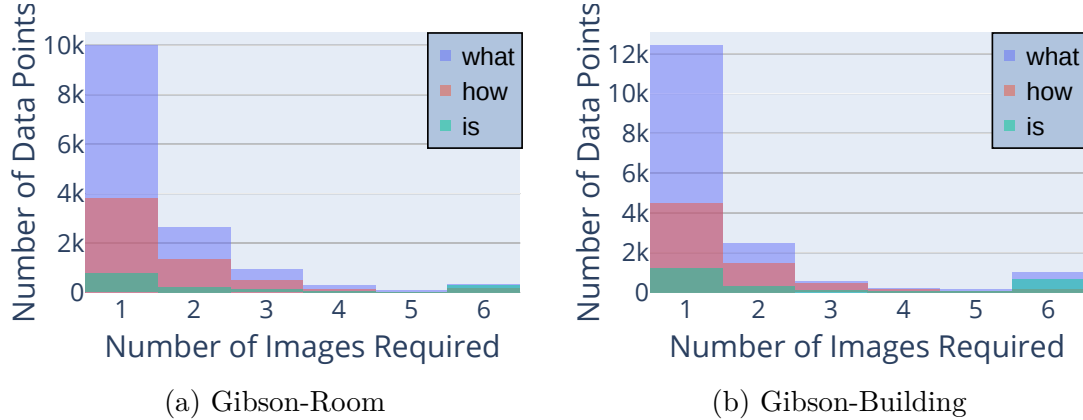 Number of Data Points
10k
8k
6k
4k
2k
0
1 2 3 4 5 6
Number of Images Required
what
how
is
(a) Gibson-Room
Number of Data Points
12k
10k
8k
6k
4k
2k
0
1 2 3 4 5 6
Number of Images Required
what
how
is
(b) Gibson-Building